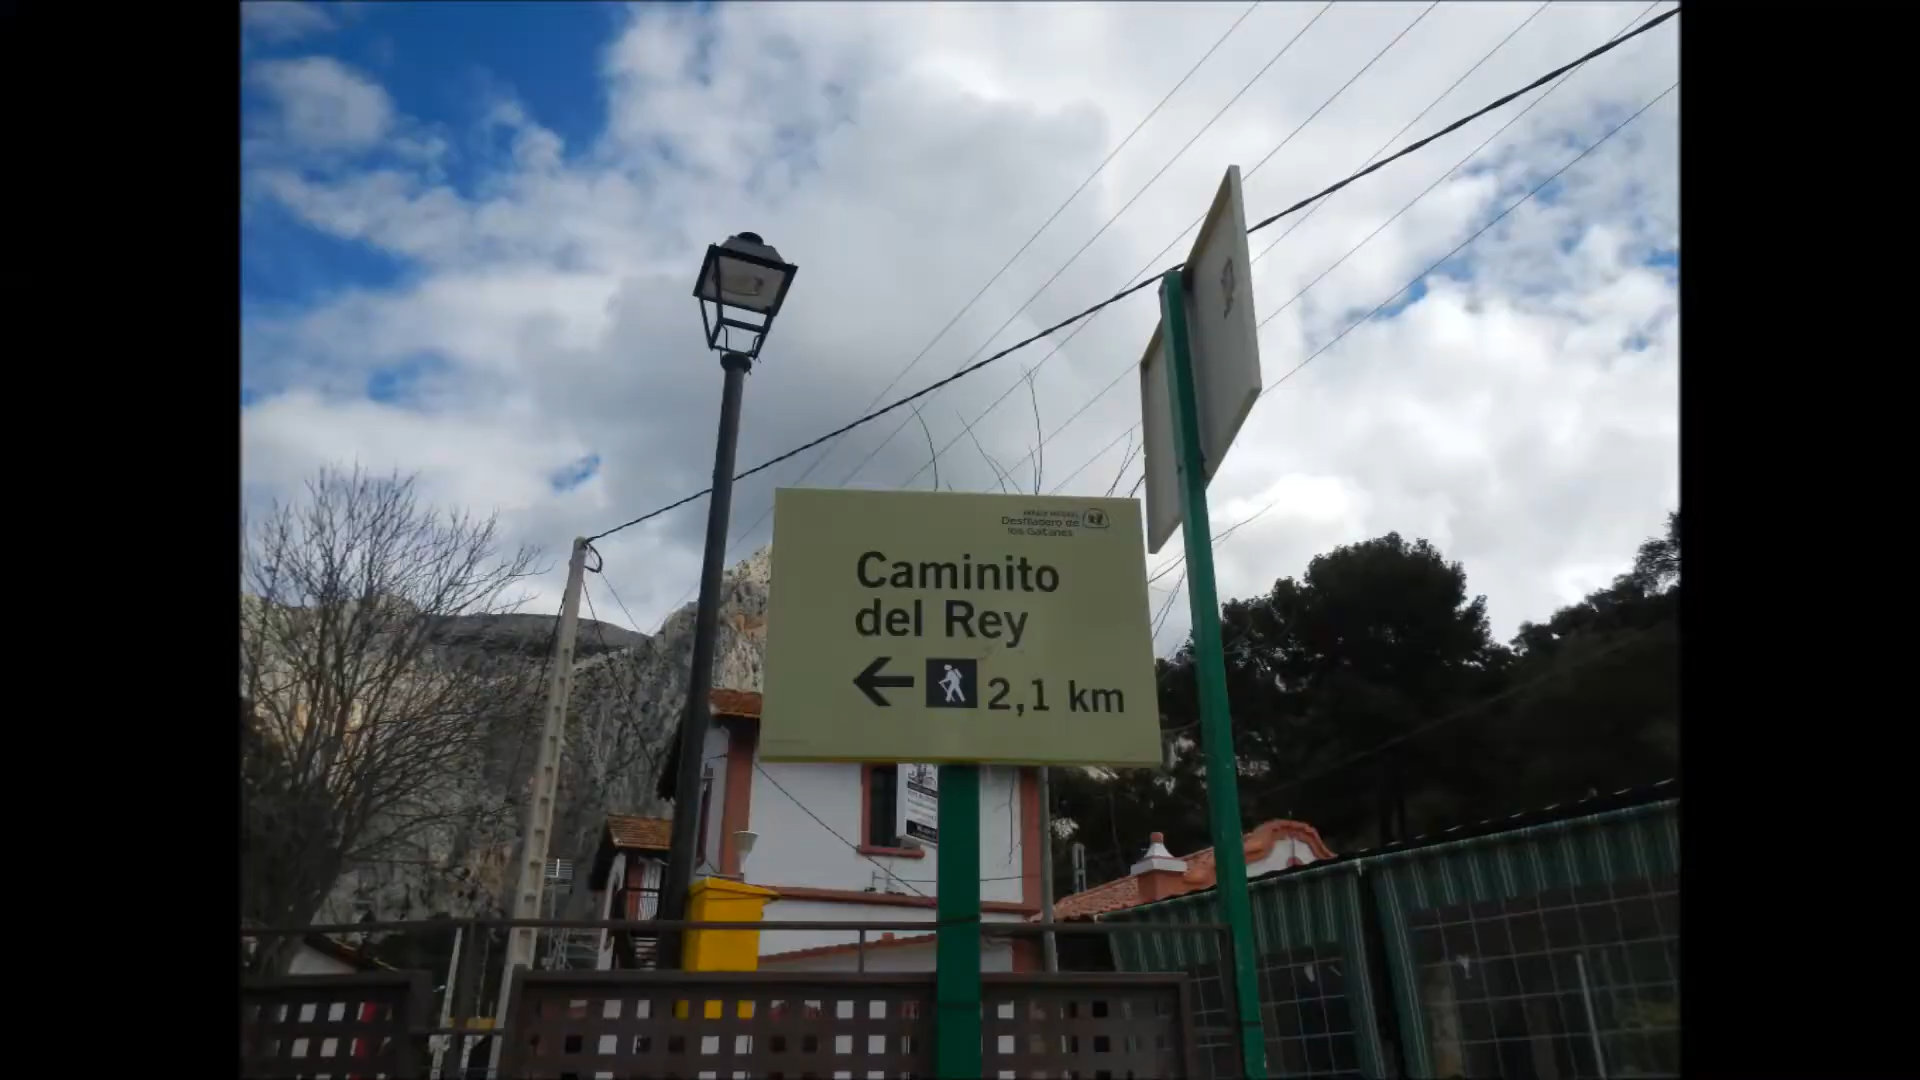 Desfiladero de
los Gaitanes
Caminito
del Rey
2,1 km